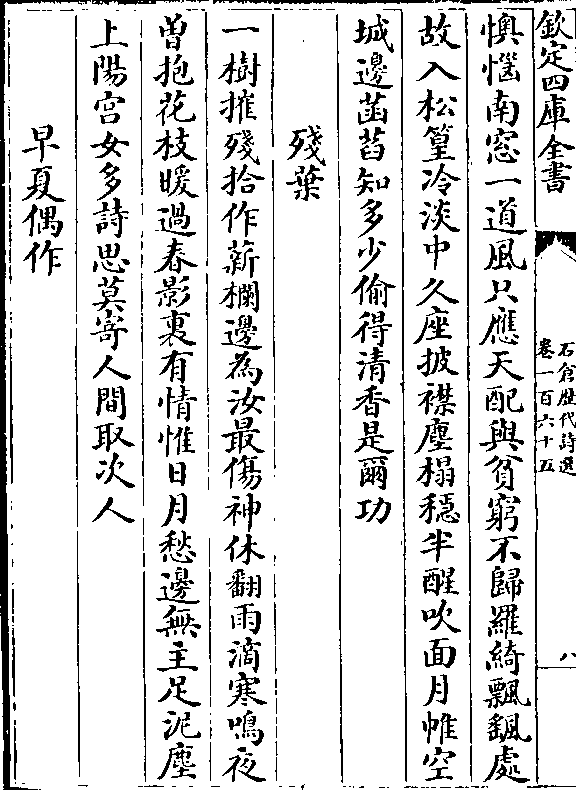 欽定四庫全書
石倉歴代詩選
卷一百六十五
八
懊惱南窓一道風只應天配與貧窮不歸羅綺飄飖處
故入松篁冷淡中久座披襟塵榻穩半醒吹面月帷空
城邊菡萏知多少偷得清香是爾功
殘葉
一樹摧殘拾作薪欄邊為汝最傷神休翻雨滴寒鳴夜
曽抱花枝暖過春影裏有情惟日月愁邊無主足泥塵
上陽宫女多詩思莫寄人間取次人
早夏偶作